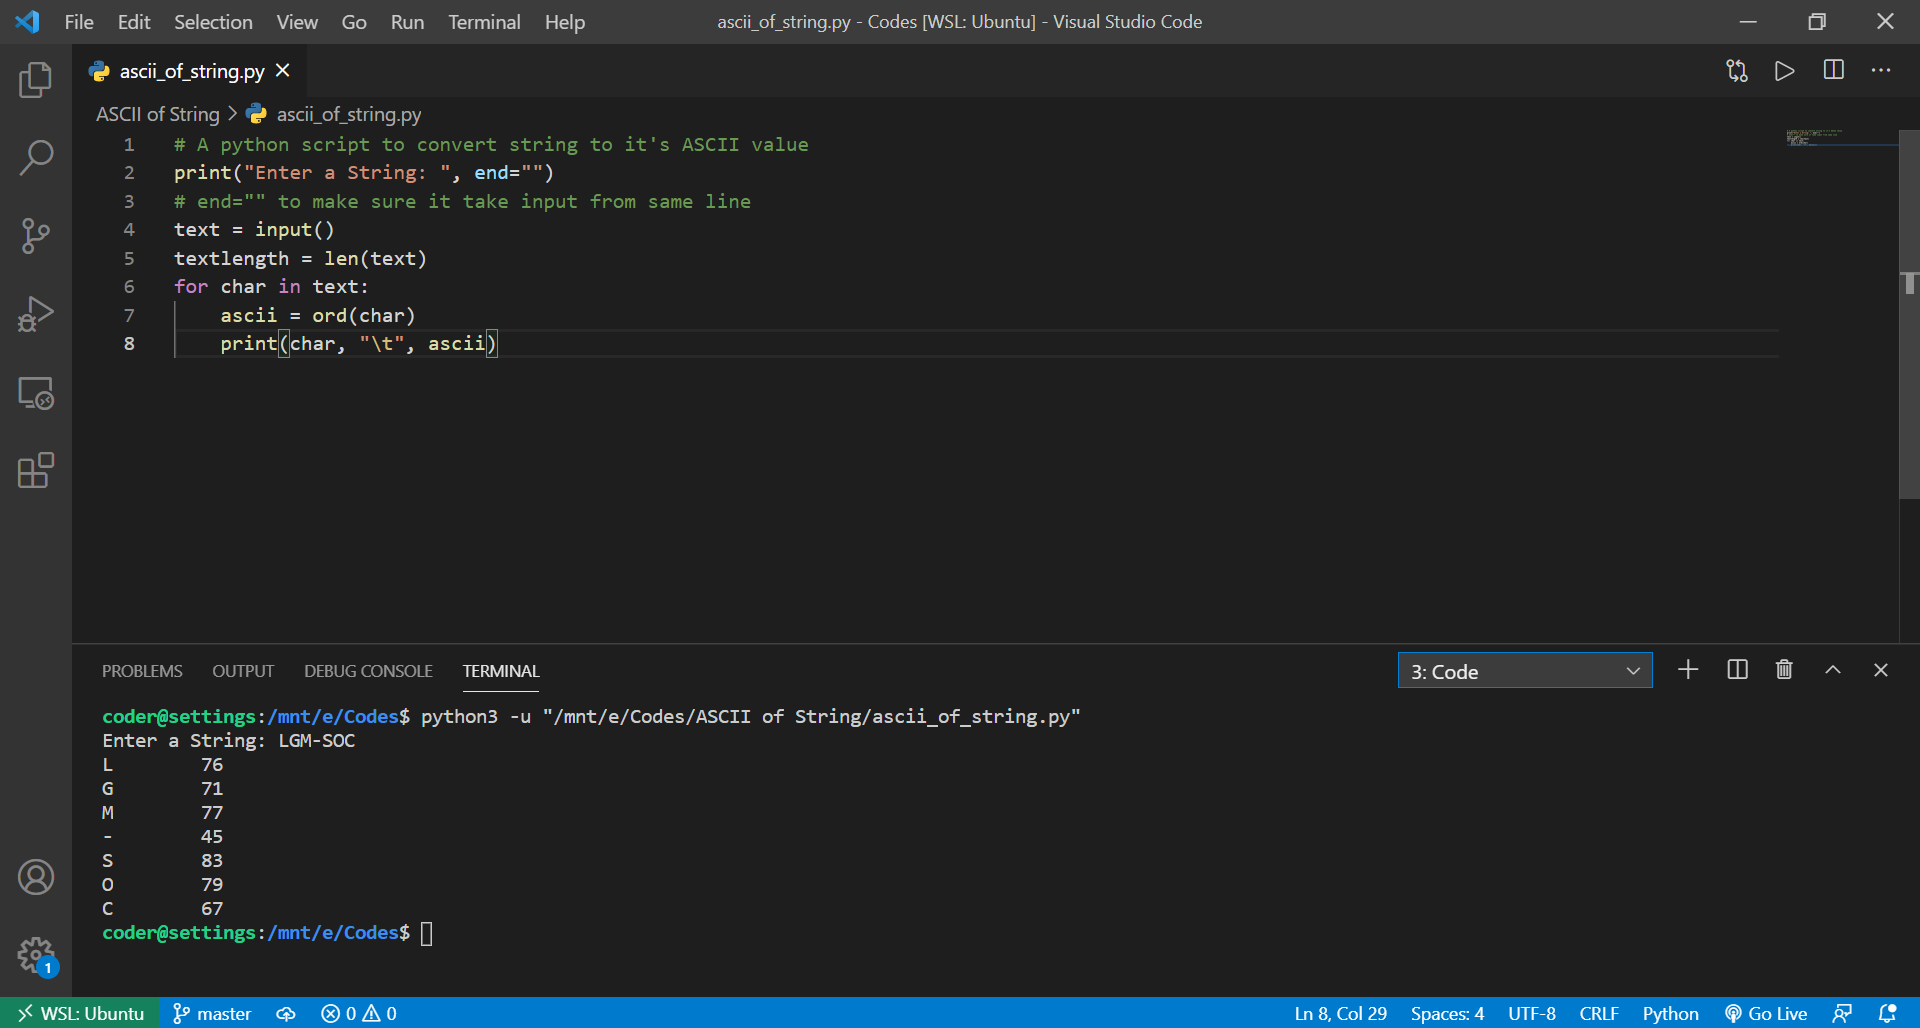 File Edit Selection View Go Run Terminal Help ascii_of_string.py - Codes [WSL: Ubuntu] - Visual Studio Code
ascii_of_string.py
ASCII of String > ascii_of_string.py
1 # A python script to convert string to it's ASCII value
2 print("Enter a String: ", end="")
3 # end="" to make sure it take input from same line
4 text = input()
5 textlength = len(text)
6 for char in text:
7     ascii = ord(char)
8     print(char, "\t", ascii)
PROBLEMS OUTPUT DEBUG CONSOLE TERMINAL 3: Code
coder@settings:/mnt/e/Codes$ python3 -u "/mnt/e/Codes/ASCII of String/ascii_of_string.py"
Enter a String: LGM-SOC
L 76
G 71
M 77
- 45
S 83
O 79
C 67
coder@settings:/mnt/e/Codes$
1
WSL: Ubuntu master 0 0 Ln 8, Col 29 Spaces: 4 UTF-8 CRLF Python Go Live